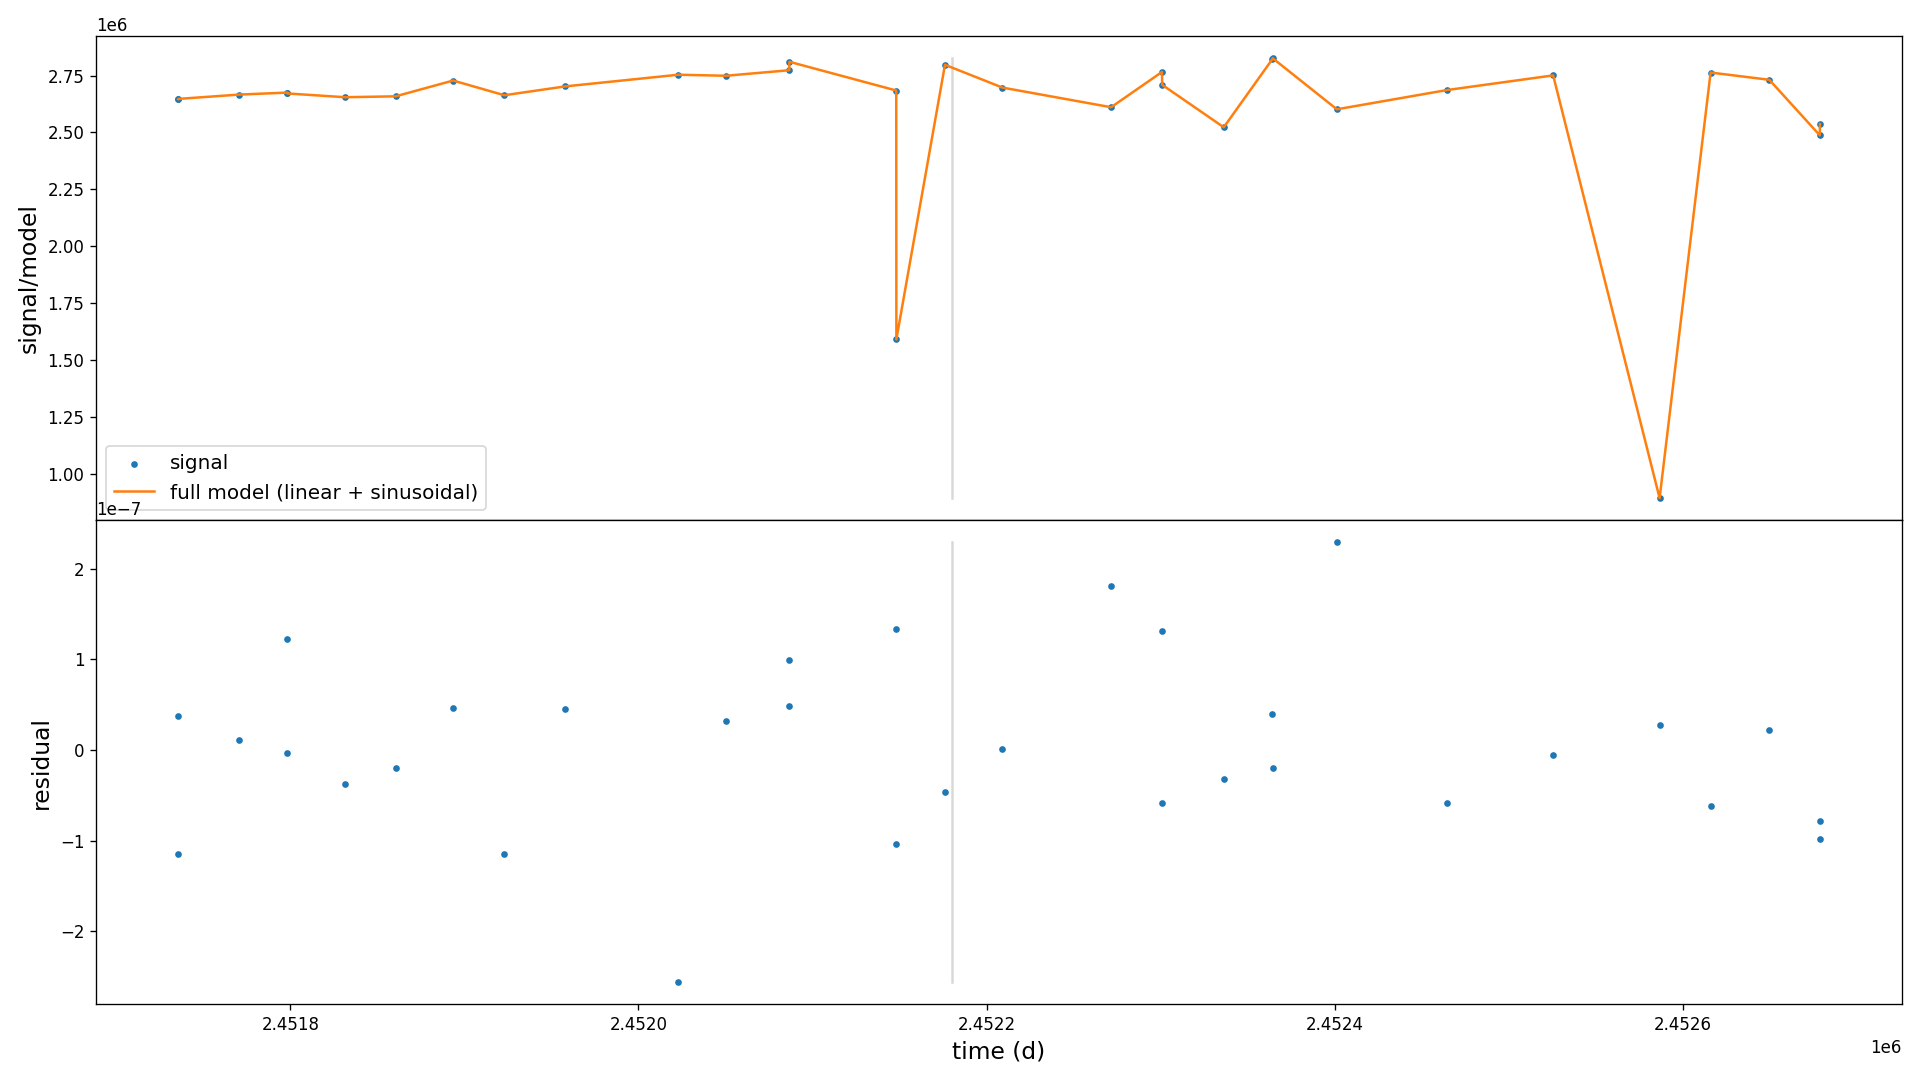 1e6
2.75
2.50
2.25
2.00
1.75
1.50
1.25
1.00
signal/model
signal
full model (linear + sinusoidal)
1e−7
2
1
0
−1
−2
residual
2.4518
2.4520
2.4522
2.4524
2.4526
time (d)
1e6